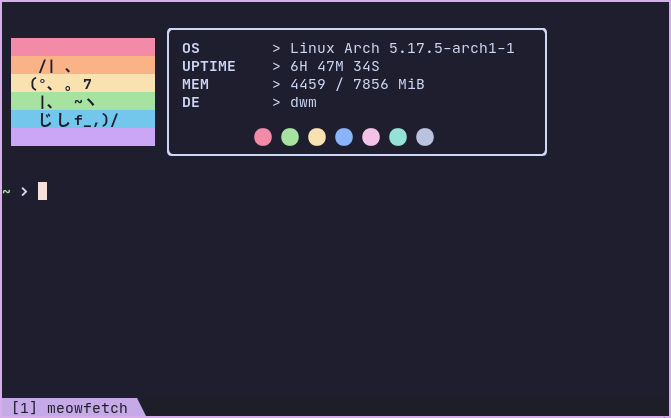 /l 、
(°、 。7
l、 ~ヽ
じしf_,)/
OS > Linux Arch 5.17.5-arch1-1
UPTIME > 6H 47M 34S
MEM > 4459 / 7856 MiB
DE > dwm
~ >
[1] meowfetch